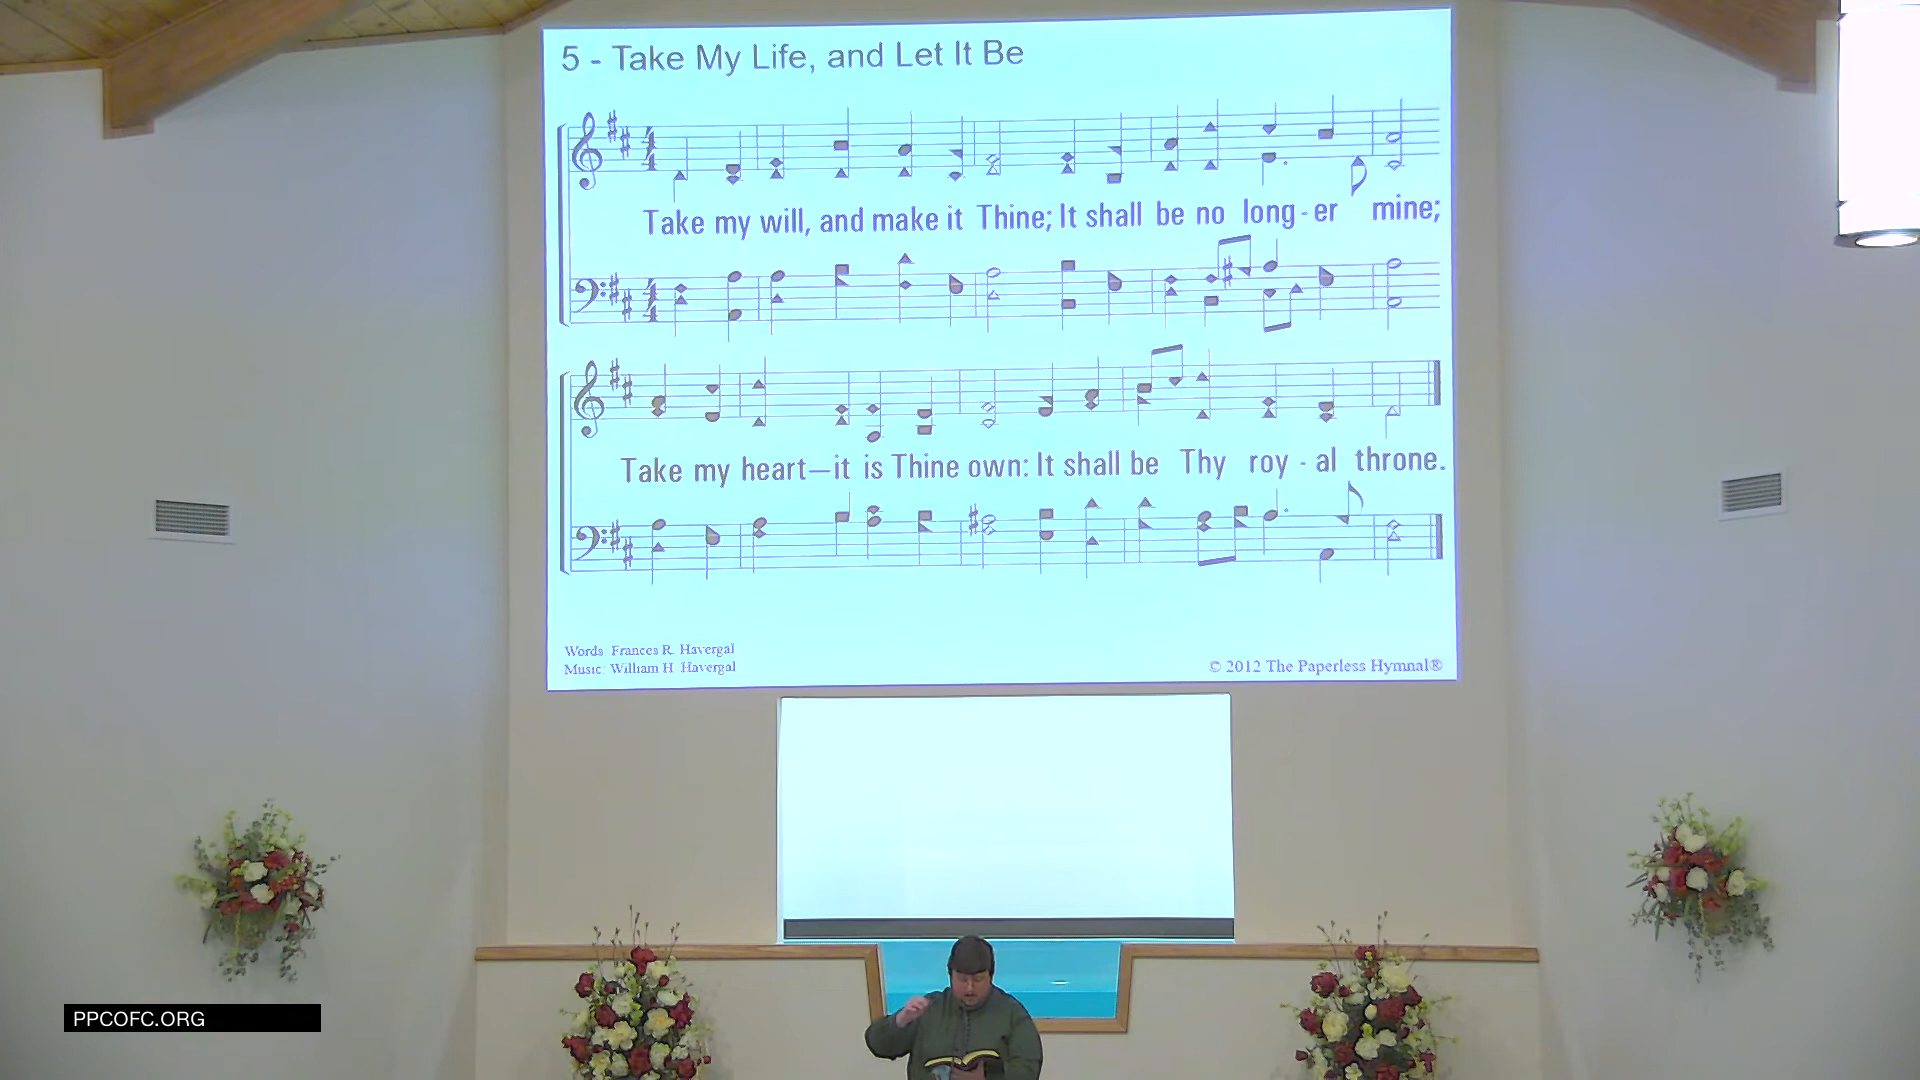 5 - Take My Life, and Let It Be
Take my will, and make it Thine; It shall be no long - er mine;
Take my heart—it is Thine own: It shall be Thy roy - al throne.
Words: Frances R. Havergal
Music: William H. Havergal
© 2012 The Paperless Hymnal®
PPCOFC.ORG